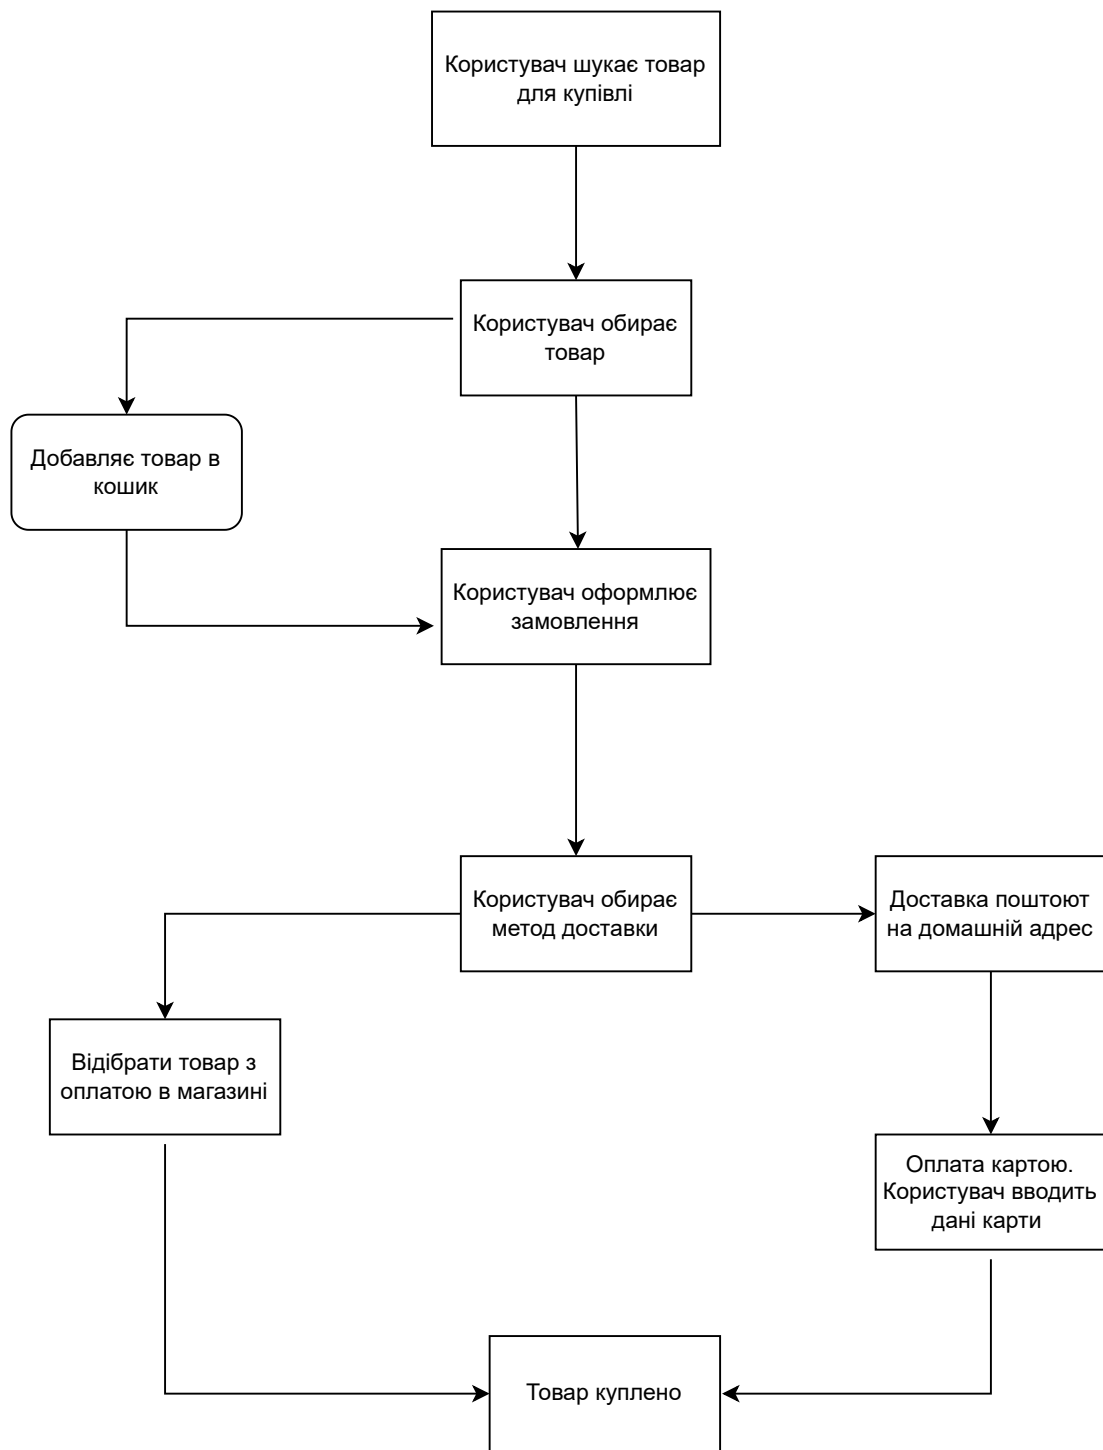 Користувач шукає товар
для купівлі
Користувач обирає
товар
Добавляє товар в
кошик
Користувач оформлює
замовлення
Користувач обирає
метод доставки
Доставка поштоют
на домашній адрес
Відібрати товар з
оплатою в магазині
Оплата картою.
Користувач вводить
дані карти
Товар куплено